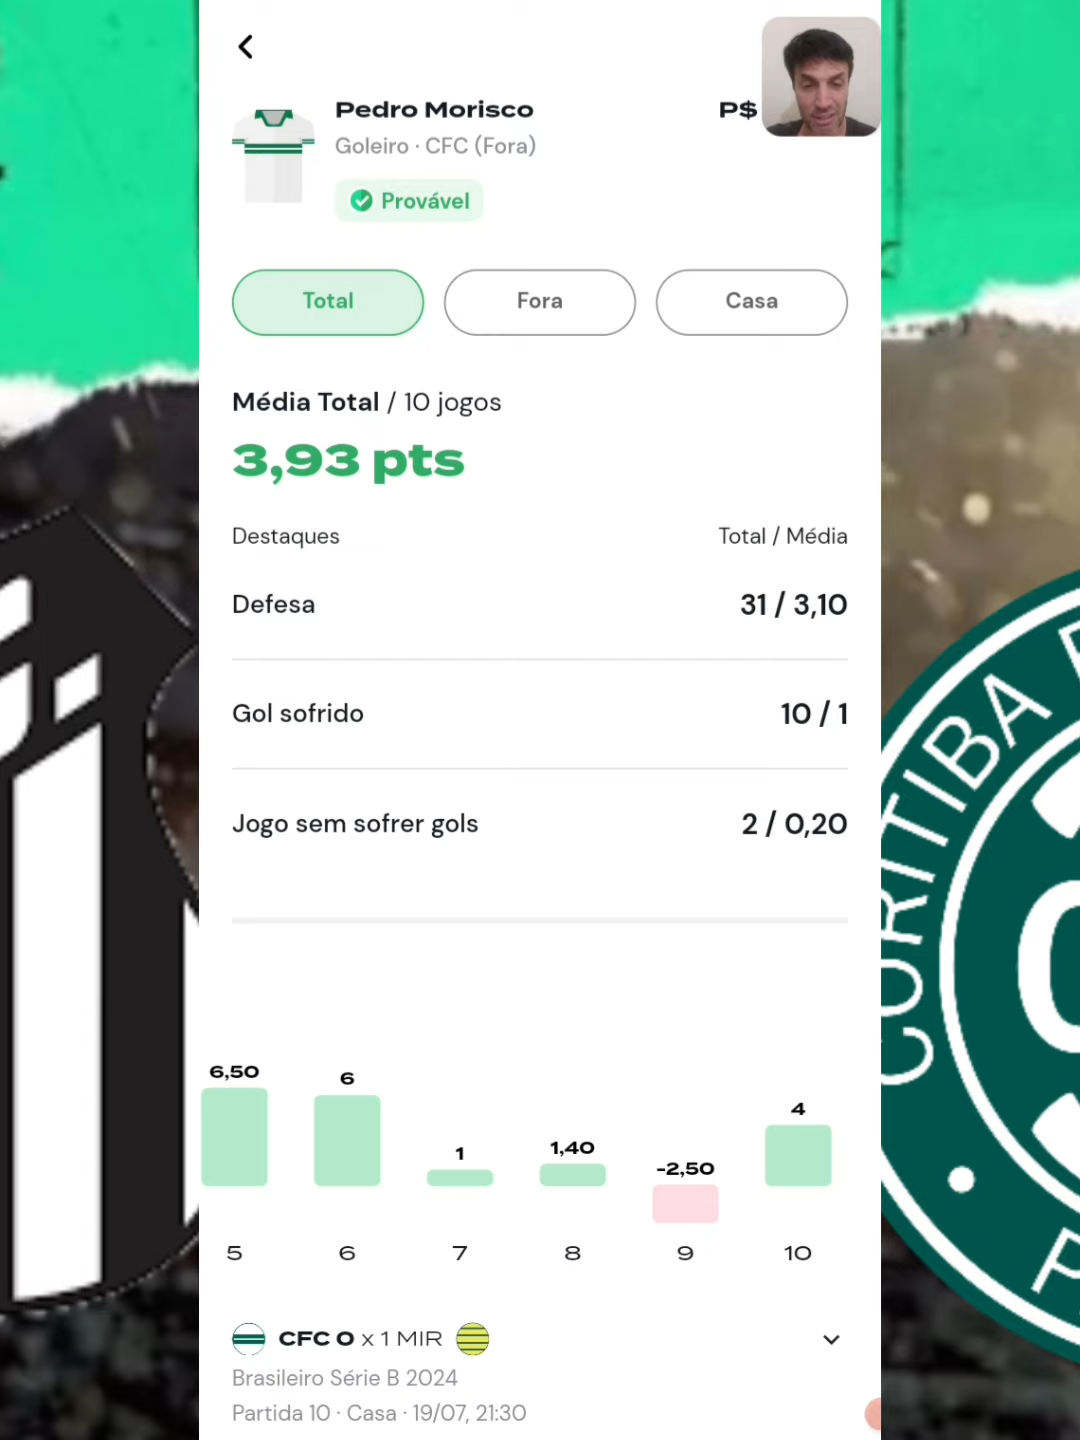 Pedro Morisco
P$
Goleiro · CFC (Fora)
Provável
Total
Fora
Casa
Média Total / 10 jogos
3,93 pts
Destaques
Total / Média
Defesa
31 / 3,10
Gol sofrido
10 / 1
Jogo sem sofrer gols
2 / 0,20
6,50
6
1
1,40
-2,50
4
5
6
7
8
9
10
CFC 0 x 1 MIR
Brasileiro Série B 2024
Partida 10 · Casa · 19/07, 21:30
CORITIBA